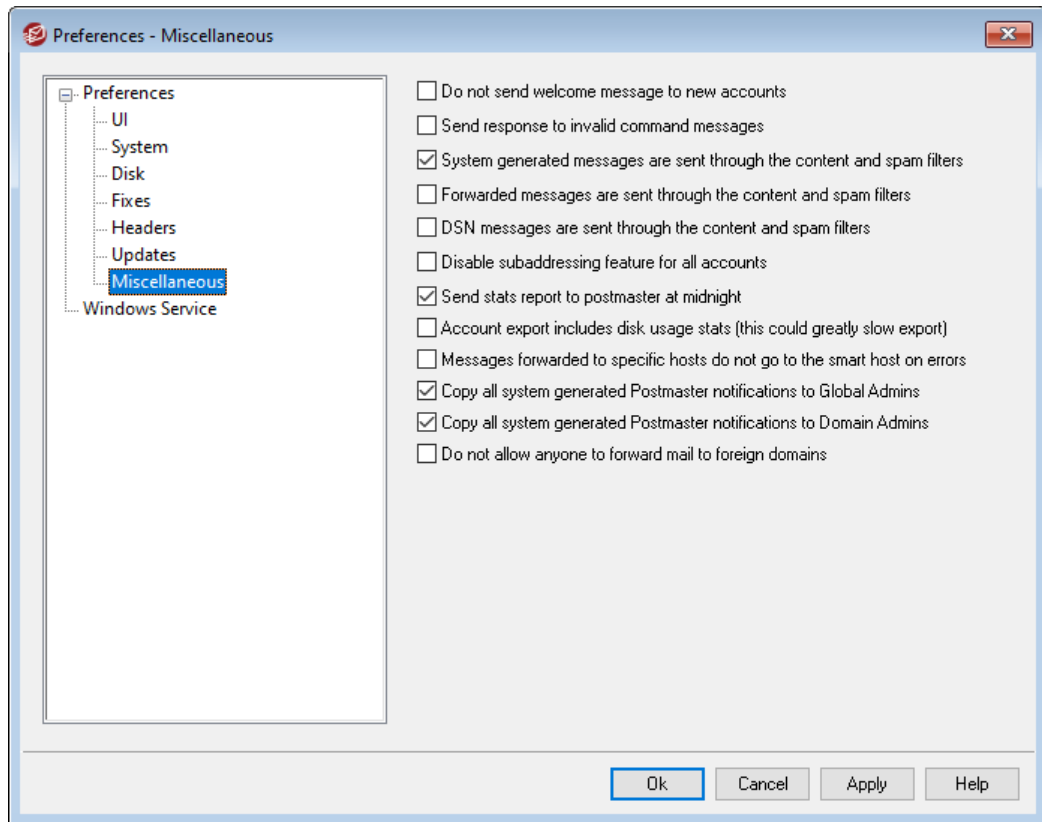 Preferences - Miscellaneous
Preferences
UI
System
Disk
Fixes
Headers
Updates
Miscellaneous
Windows Service
Do not send welcome message to new accounts
Send response to invalid command messages
System generated messages are sent through the content and spam filters
Forwarded messages are sent through the content and spam filters
DSN messages are sent through the content and spam filters
Disable subaddressing feature for all accounts
Send stats report to postmaster at midnight
Account export includes disk usage stats (this could greatly slow export)
Messages forwarded to specific hosts do not go to the smart host on errors
Copy all system generated Postmaster notifications to Global Admins
Copy all system generated Postmaster notifications to Domain Admins
Do not allow anyone to forward mail to foreign domains
Ok Cancel Apply Help